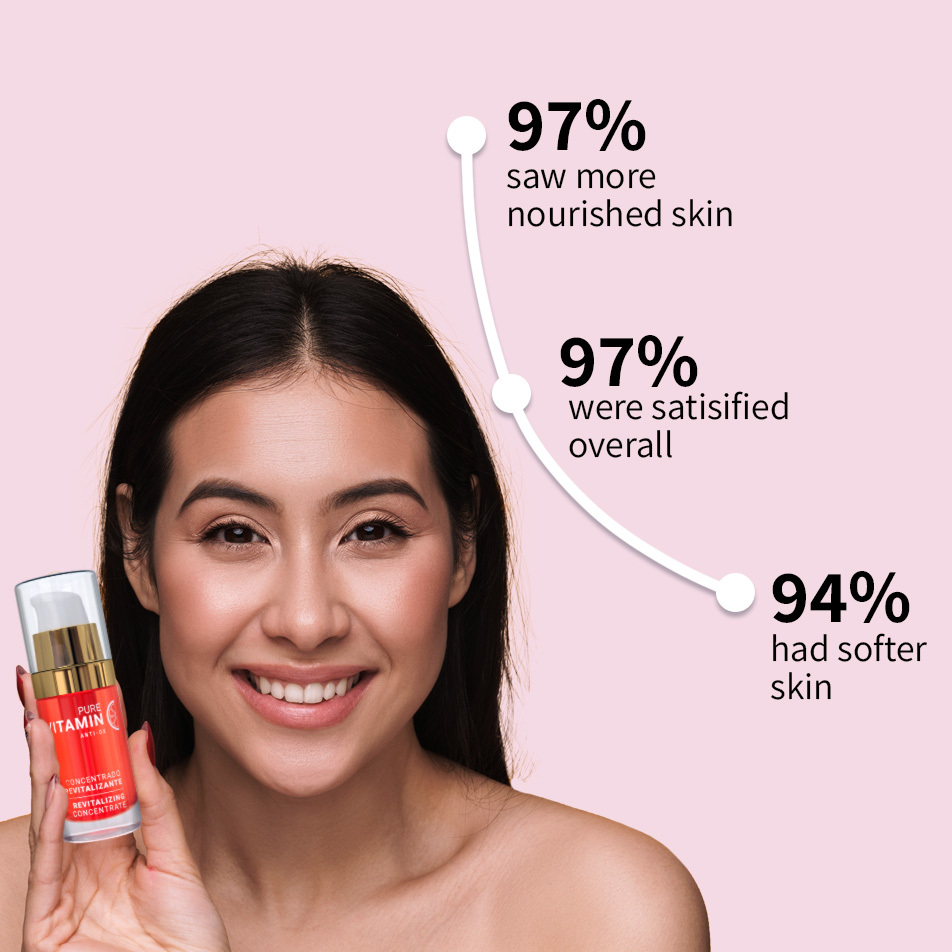 97%
saw more
nourished skin
97%
were satisified
overall
94%
had softer
skin
PURE
VITAMIN C
ANTI-OX
CONCENTRADO
REVITALIZANTE
REVITALIZING
CONCENTRATE